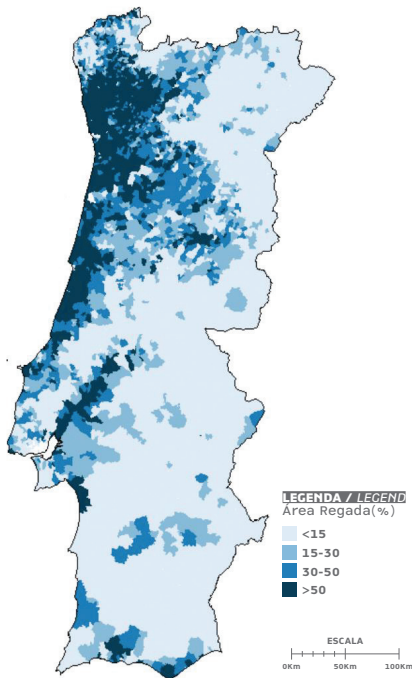 LEGENDA / LEGEND
Área Regada(%)
<15
15-30
30-50
>50
ESCALA
0Km 50Km 100Km